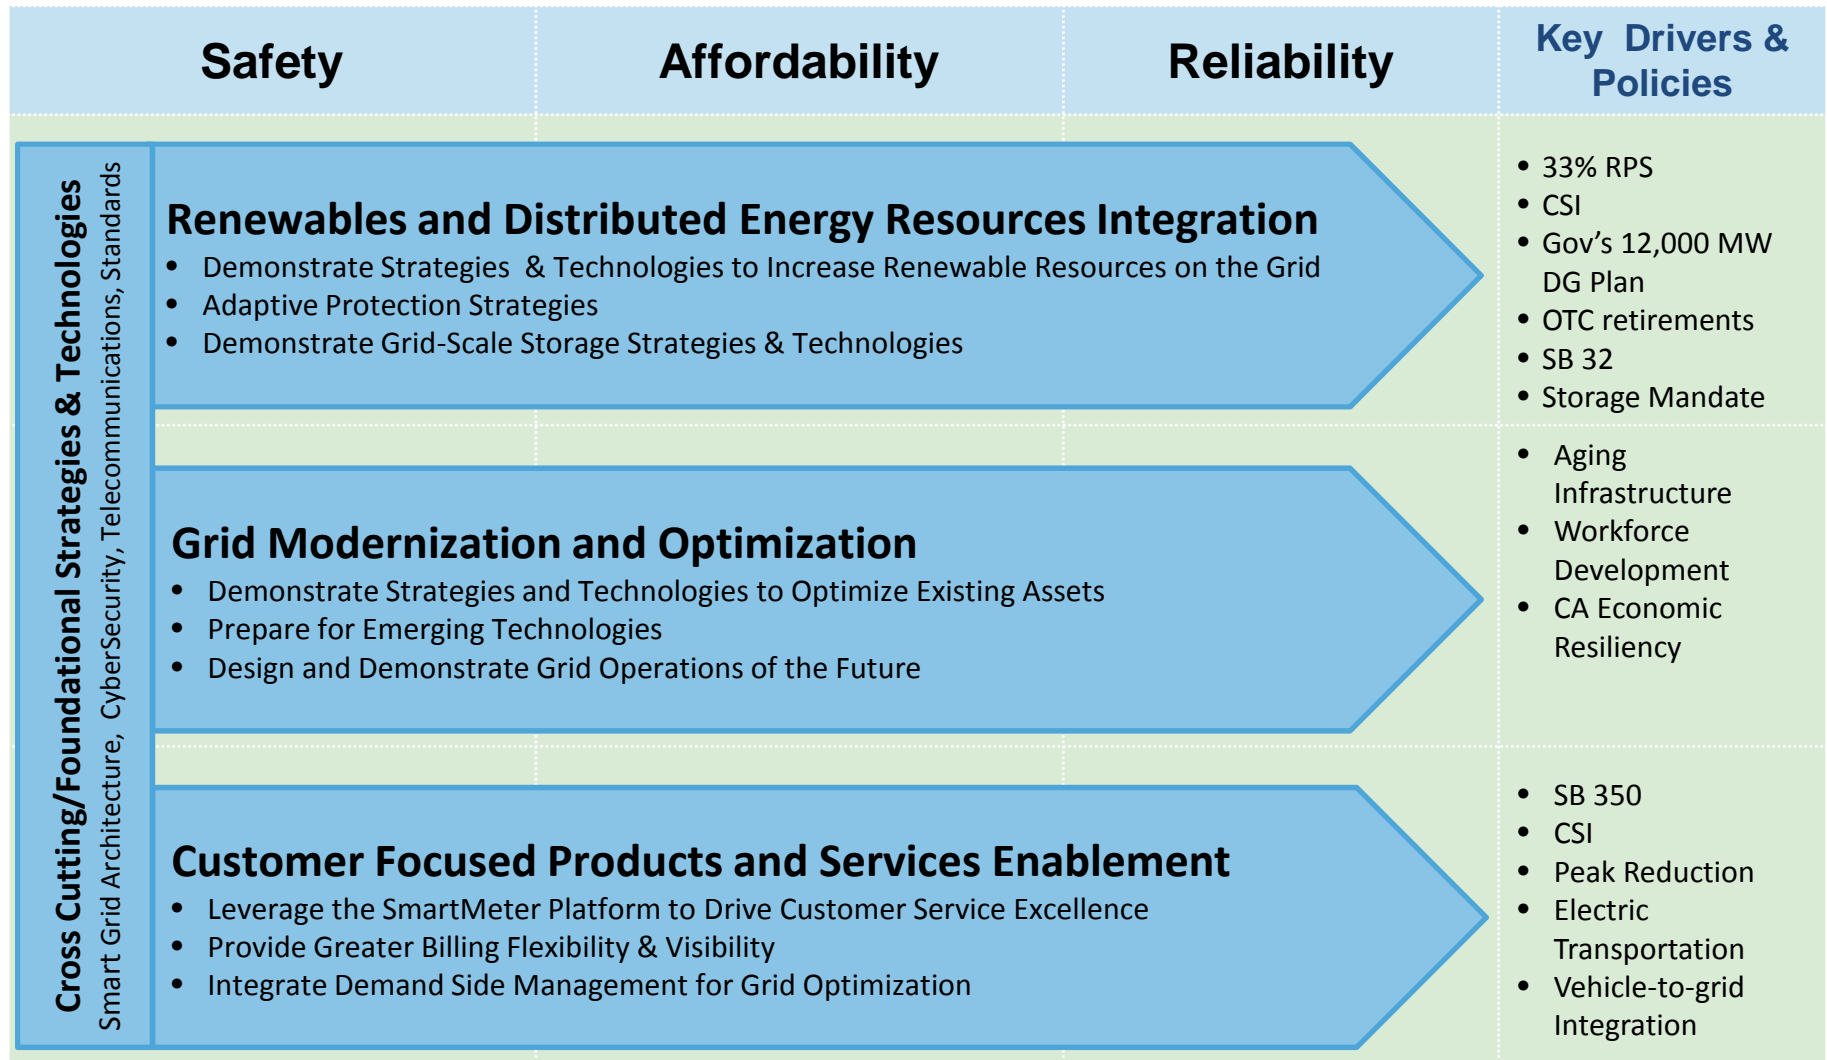 Safety
Affordability
Reliability
Key Drivers &
Policies
Cross Cutting/Foundational Strategies & Technologies
Smart Grid Architecture, CyberSecurity, Telecommunications, Standards
Renewables and Distributed Energy Resources Integration
• Demonstrate Strategies & Technologies to Increase Renewable Resources on the Grid
• Adaptive Protection Strategies
• Demonstrate Grid-Scale Storage Strategies & Technologies
• 33% RPS
• CSI
• Gov’s 12,000 MW
DG Plan
• OTC retirements
• SB 32
• Storage Mandate
Grid Modernization and Optimization
• Demonstrate Strategies and Technologies to Optimize Existing Assets
• Prepare for Emerging Technologies
• Design and Demonstrate Grid Operations of the Future
• Aging
Infrastructure
• Workforce
Development
• CA Economic
Resiliency
Customer Focused Products and Services Enablement
• Leverage the SmartMeter Platform to Drive Customer Service Excellence
• Provide Greater Billing Flexibility & Visibility
• Integrate Demand Side Management for Grid Optimization
• SB 350
• CSI
• Peak Reduction
• Electric
Transportation
• Vehicle-to-grid
Integration